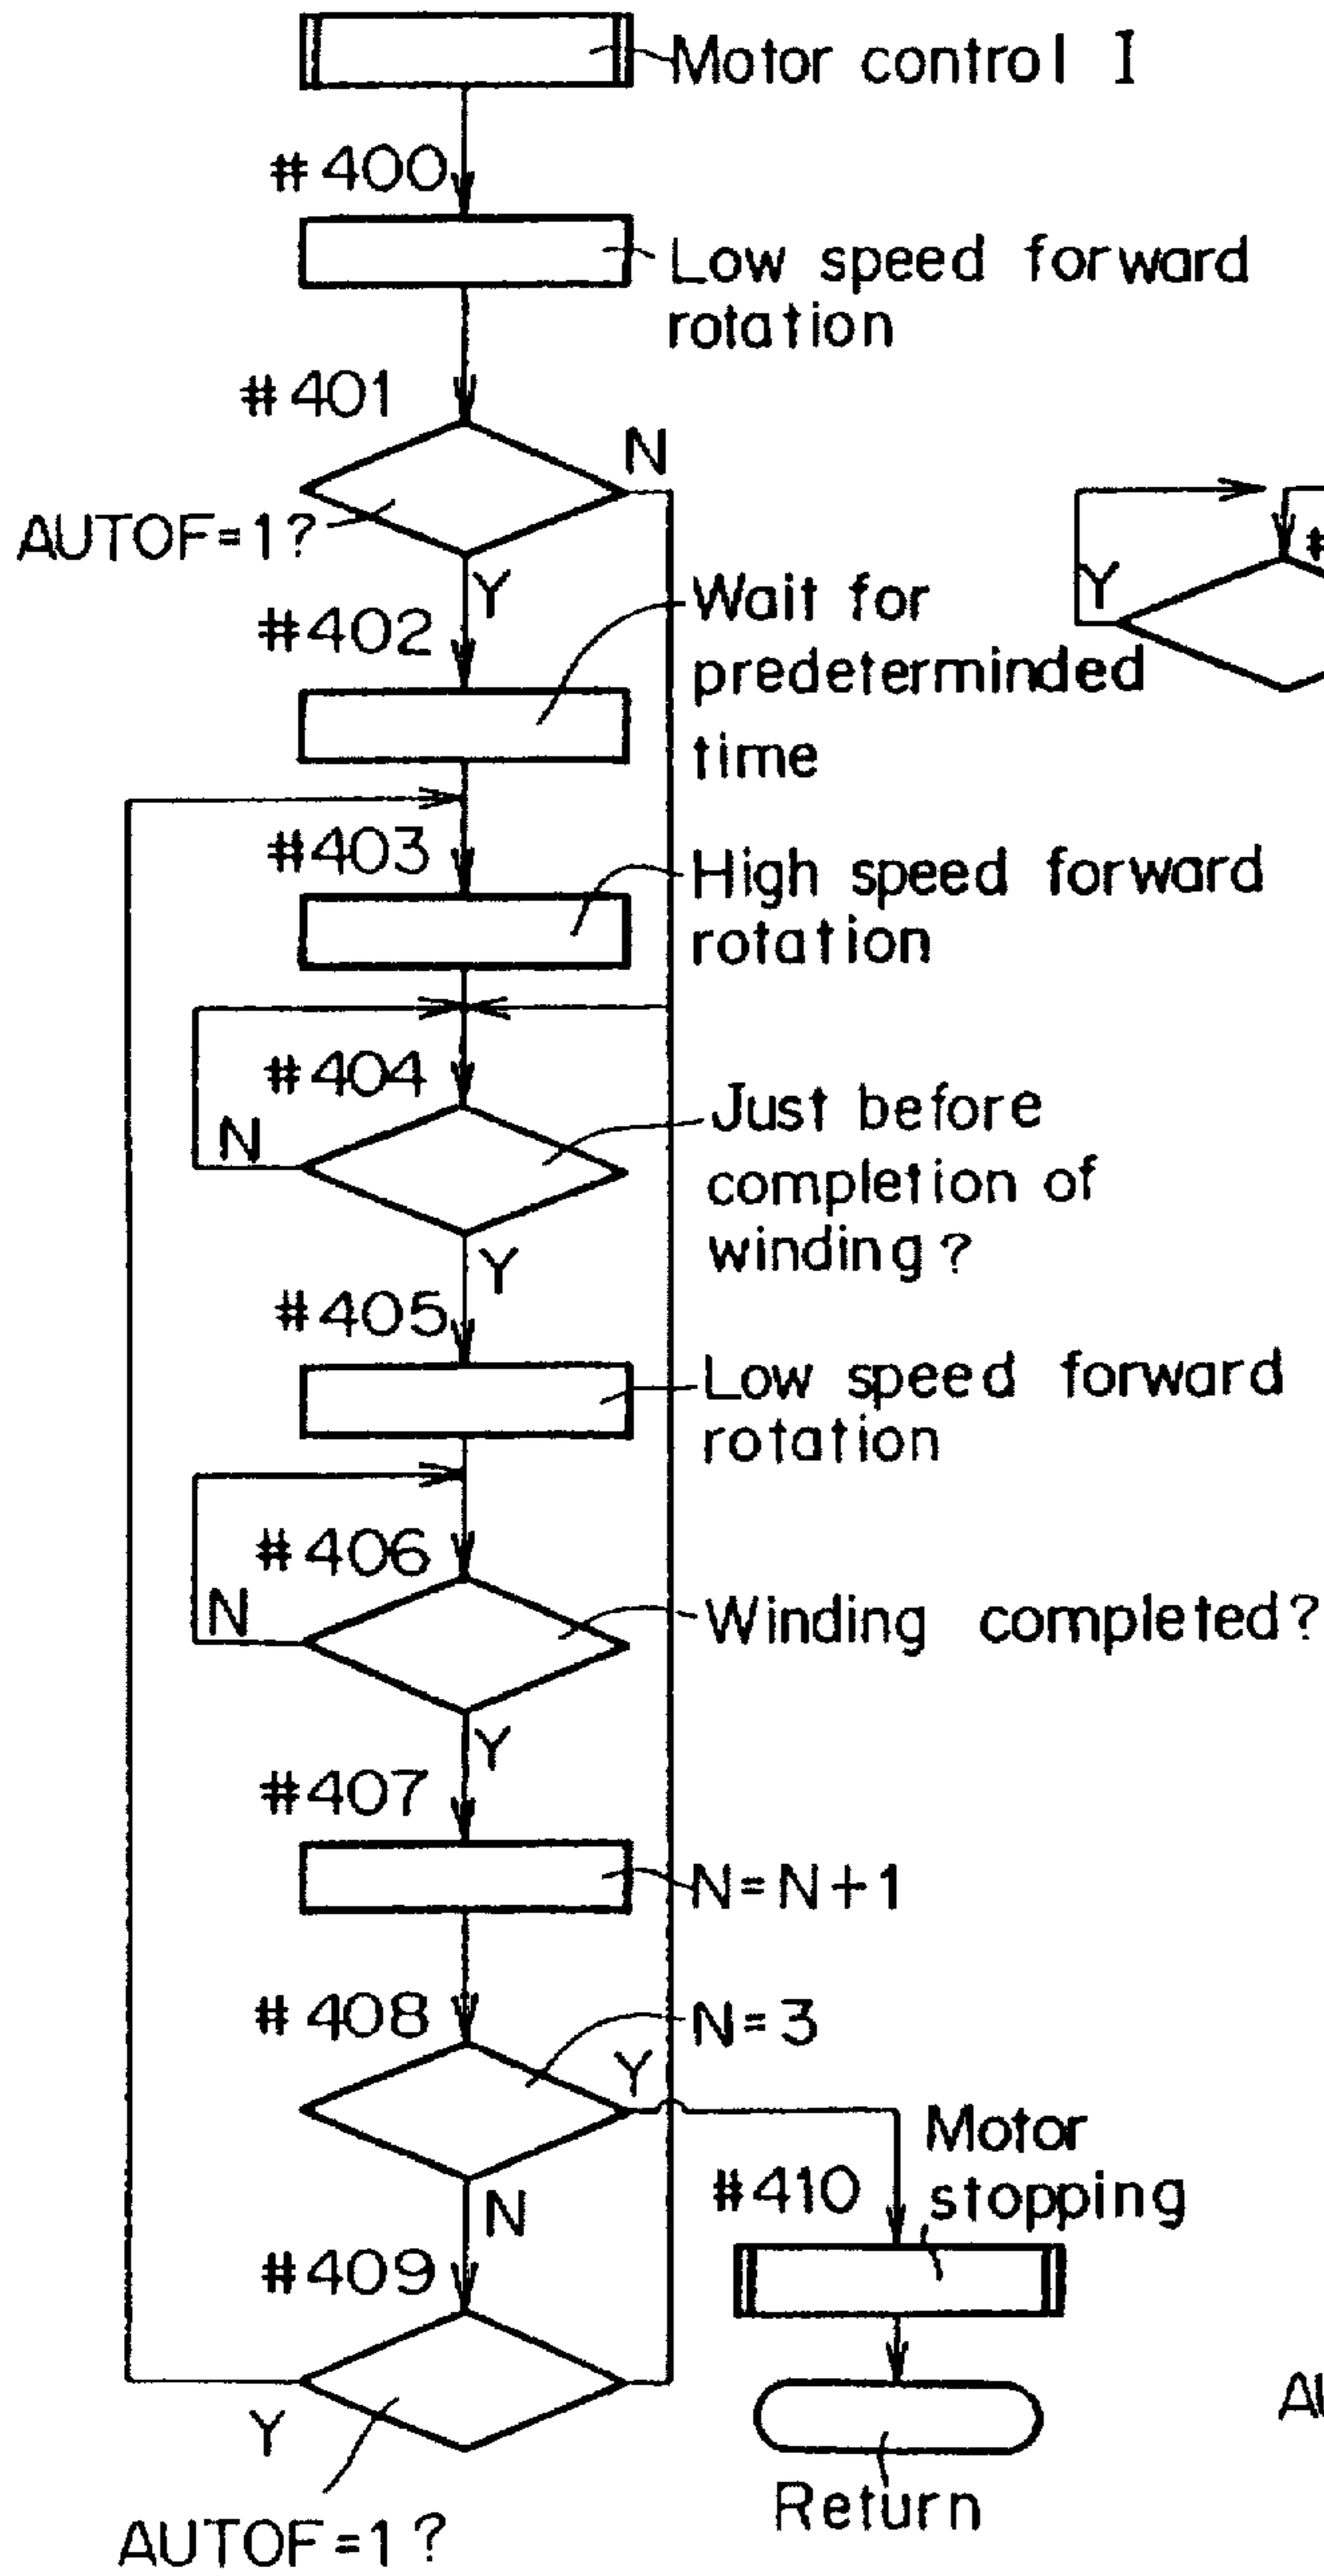 Motor control I
#400
Low speed forward
rotation
#401
N
AUTOF=1?
Y
#402
Wait for
predeterminded
time
Y
#
#403
High speed forward
rotation
#404
N
Just before
completion of
winding?
Y
#405
Low speed forward
rotation
#406
N
Winding completed?
Y
#407
N=N+1
#408
N=3
Y
Motor
stopping
#410
N
#409
Y
AUTOF=1?
Return